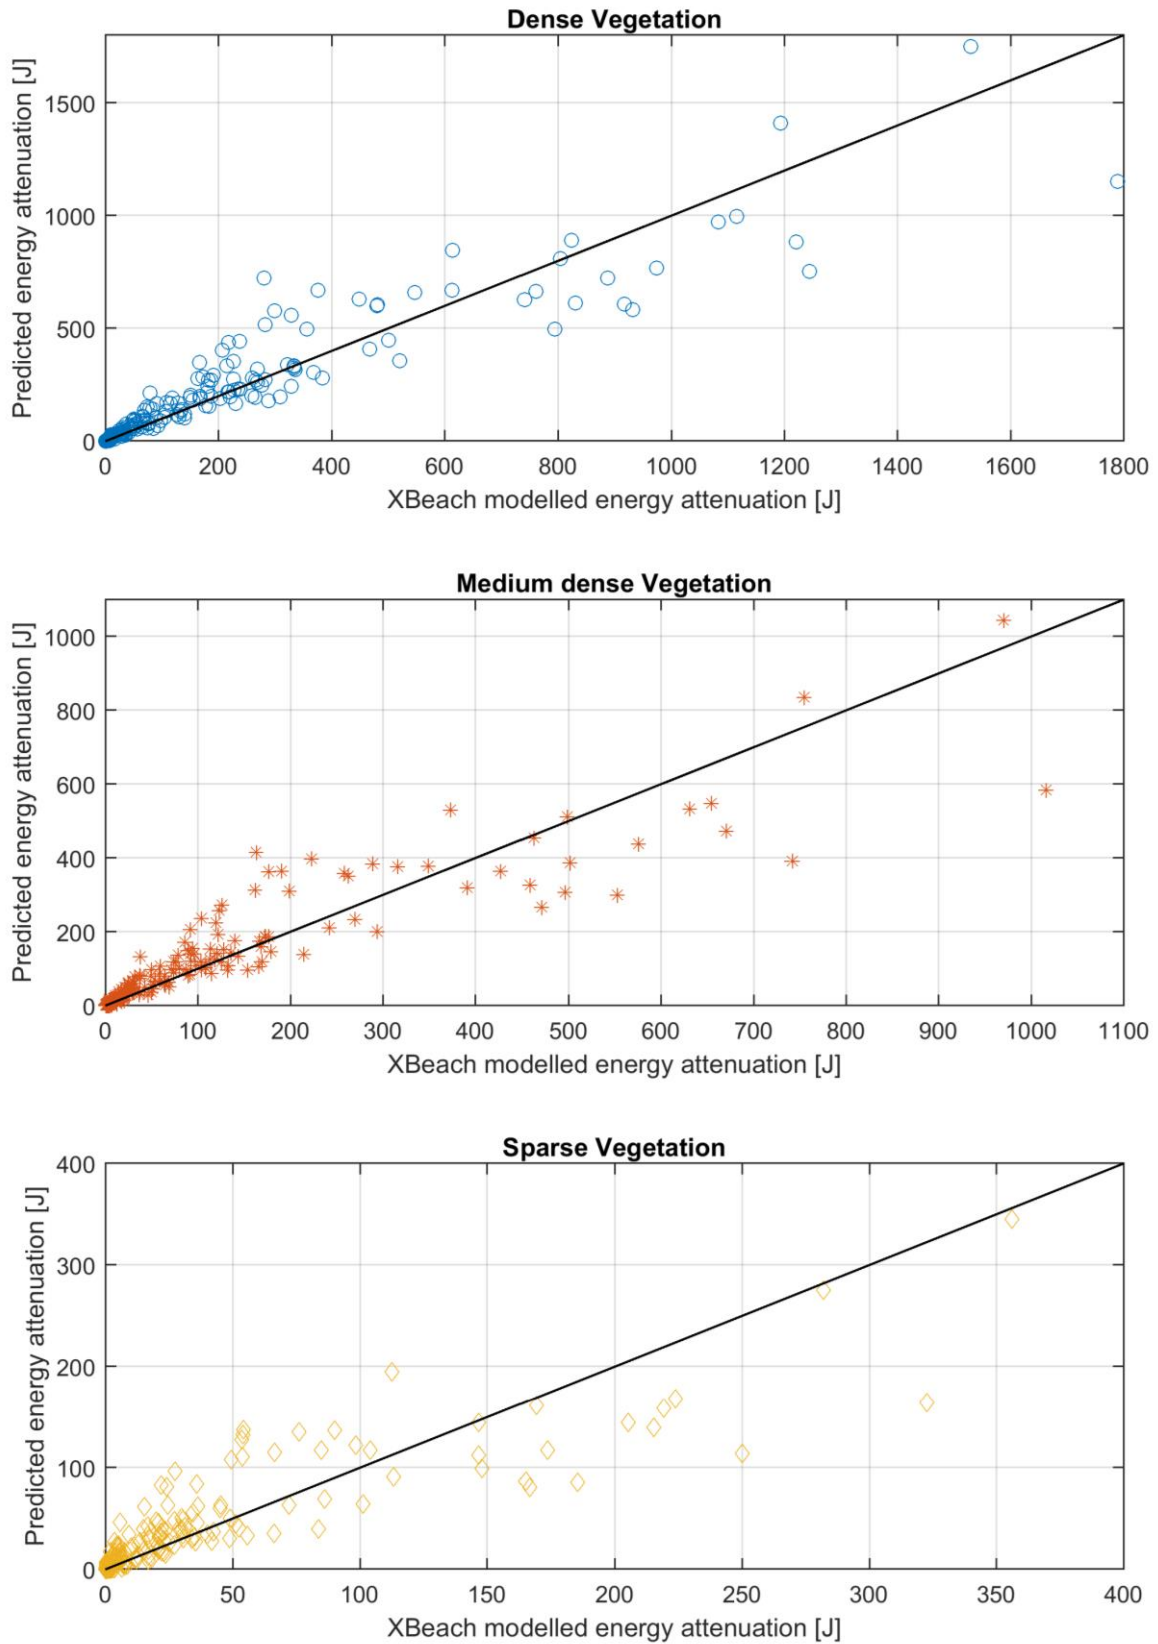 Dense Vegetation
Predicted energy attenuation [J]
1500
1000
500
0
0 200 400 600 800 1000 1200 1400 1600 1800
XBeach modelled energy attenuation [J]
Medium dense Vegetation
Predicted energy attenuation [J]
1000
800
600
400
200
0
0 100 200 300 400 500 600 700 800 900 1000 1100
XBeach modelled energy attenuation [J]
Sparse Vegetation
Predicted energy attenuation [J]
400
300
200
100
0
0 50 100 150 200 250 300 350 400
XBeach modelled energy attenuation [J]